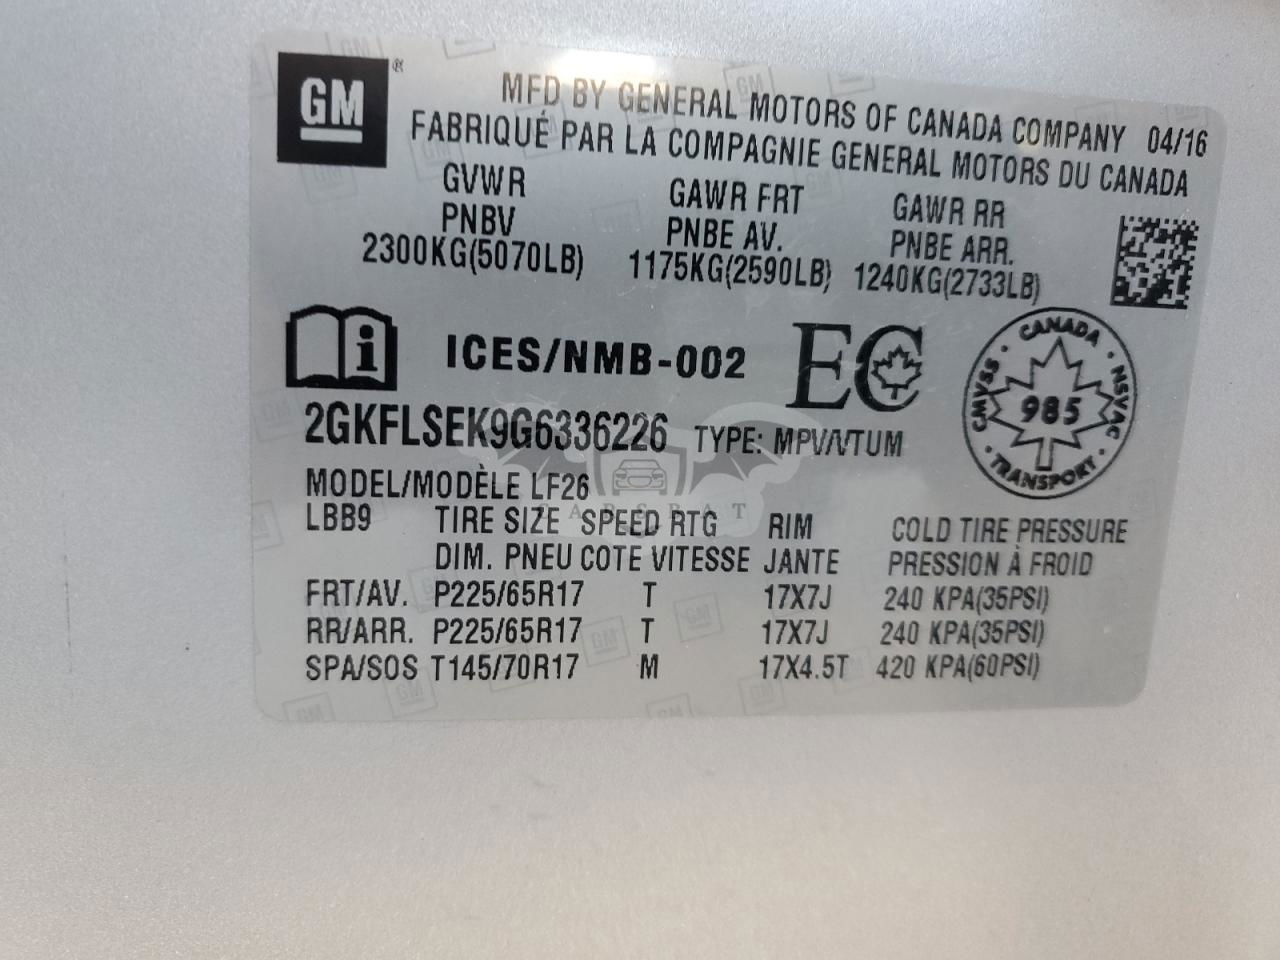 GM ®
MFD BY GENERAL MOTORS OF CANADA COMPANY 04/16
FABRIQUÉ PAR LA COMPAGNIE GENERAL MOTORS DU CANADA
GVWR GAWR FRT GAWR RR
PNBV PNBE AV. PNBE ARR.
2300KG(5070LB) 1175KG(2590LB) 1240KG(2733LB)
i ICES/NMB-002 EC
CANADA · NSVAC · TRANSPORT · CMVSS ·
985
2GKFLSEK9G6336226 TYPE: MPV/VTUM
MODEL/MODÈLE LF26
CARSBAT
LBB9 TIRE SIZE SPEED RTG RIM COLD TIRE PRESSURE
DIM. PNEU COTE VITESSE JANTE PRESSION À FROID
FRT/AV. P225/65R17 T 17X7J 240 KPA(35PSI)
RR/ARR. P225/65R17 T 17X7J 240 KPA(35PSI)
SPA/SOS T145/70R17 M 17X4.5T 420 KPA(60PSI)